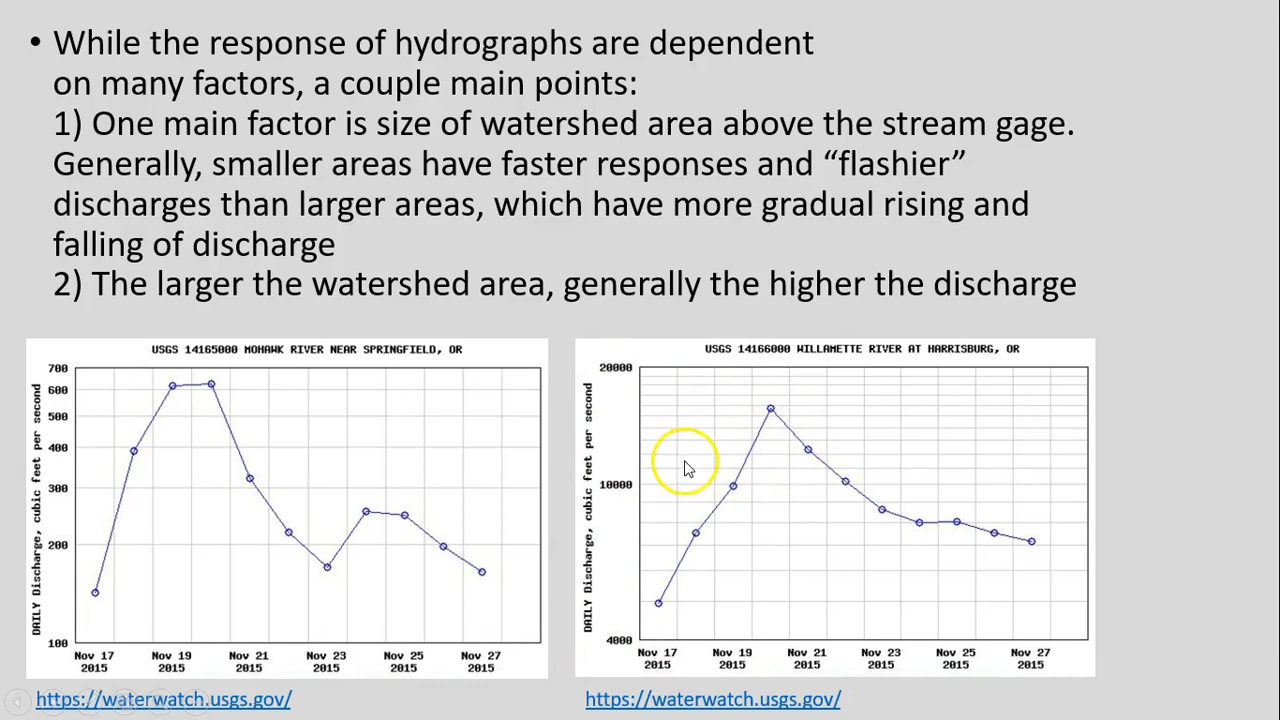 • While the response of hydrographs are dependent
on many factors, a couple main points:
1) One main factor is size of watershed area above the stream gage.
Generally, smaller areas have faster responses and “flashier”
discharges than larger areas, which have more gradual rising and
falling of discharge
2) The larger the watershed area, generally the higher the discharge
USGS 14165000 MOHAWK RIVER NEAR SPRINGFIELD, OR
DAILY Discharge, cubic feet per second
700
600
500
400
300
200
100
Nov 17 Nov 19 Nov 21 Nov 23 Nov 25 Nov 27
2015 2015 2015 2015 2015 2015
https://waterwatch.usgs.gov/
USGS 14166000 WILLAMETTE RIVER AT HARRISBURG, OR
DAILY Discharge, cubic feet per second
20000
10000
4000
Nov 17 Nov 19 Nov 21 Nov 23 Nov 25 Nov 27
2015 2015 2015 2015 2015 2015
https://waterwatch.usgs.gov/